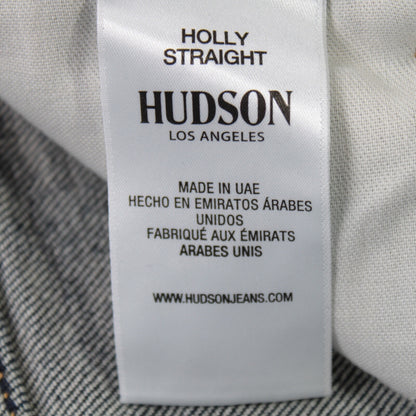 HOLLY
STRAIGHT
HUDSON
LOS ANGELES
MADE IN UAE
HECHO EN EMIRATOS ÁRABES
UNIDOS
FABRIQUÉ AUX ÉMIRATS
ARABES UNIS
WWW.HUDSONJEANS.COM